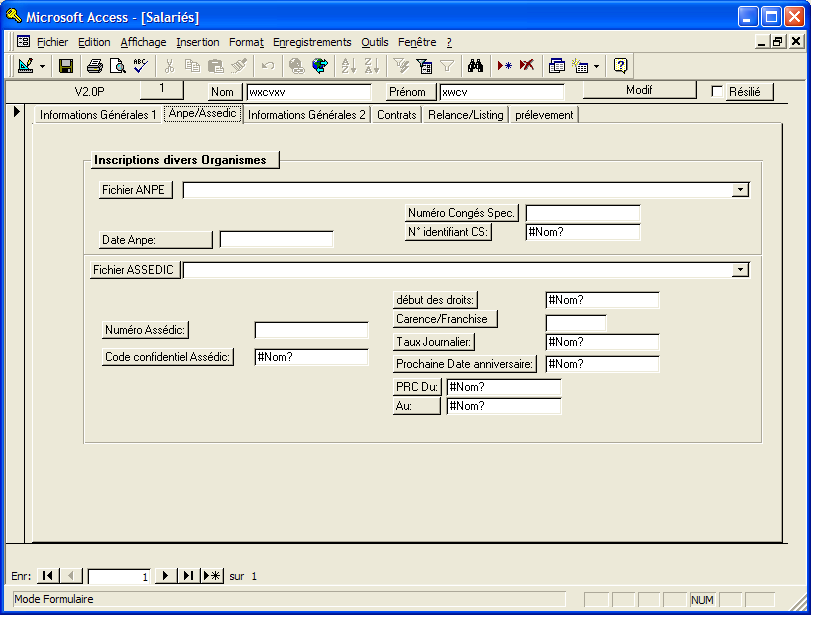 Microsoft Access - [Salariés]
Fichier Edition Affichage Insertion Format Enregistrements Outils Fenêtre ?
V2.0P 1 Nom wxcvxv Prénom xwcv Modif Résilié
Informations Générales 1 Anpe/Assedic Informations Générales 2 Contrats Relance/Listing prélevement
Inscriptions divers Organismes
Fichier ANPE
Numéro Congés Spec.
N° identifiant CS: #Nom?
Date Anpe:
Fichier ASSEDIC
début des droits: #Nom?
Carence/Franchise
Numéro Assédic:
Taux Journalier: #Nom?
Code confidentiel Assédic: #Nom?
Prochaine Date anniversaire: #Nom?
PRC Du: #Nom?
Au: #Nom?
Enr: 1 sur 1
Mode Formulaire NUM